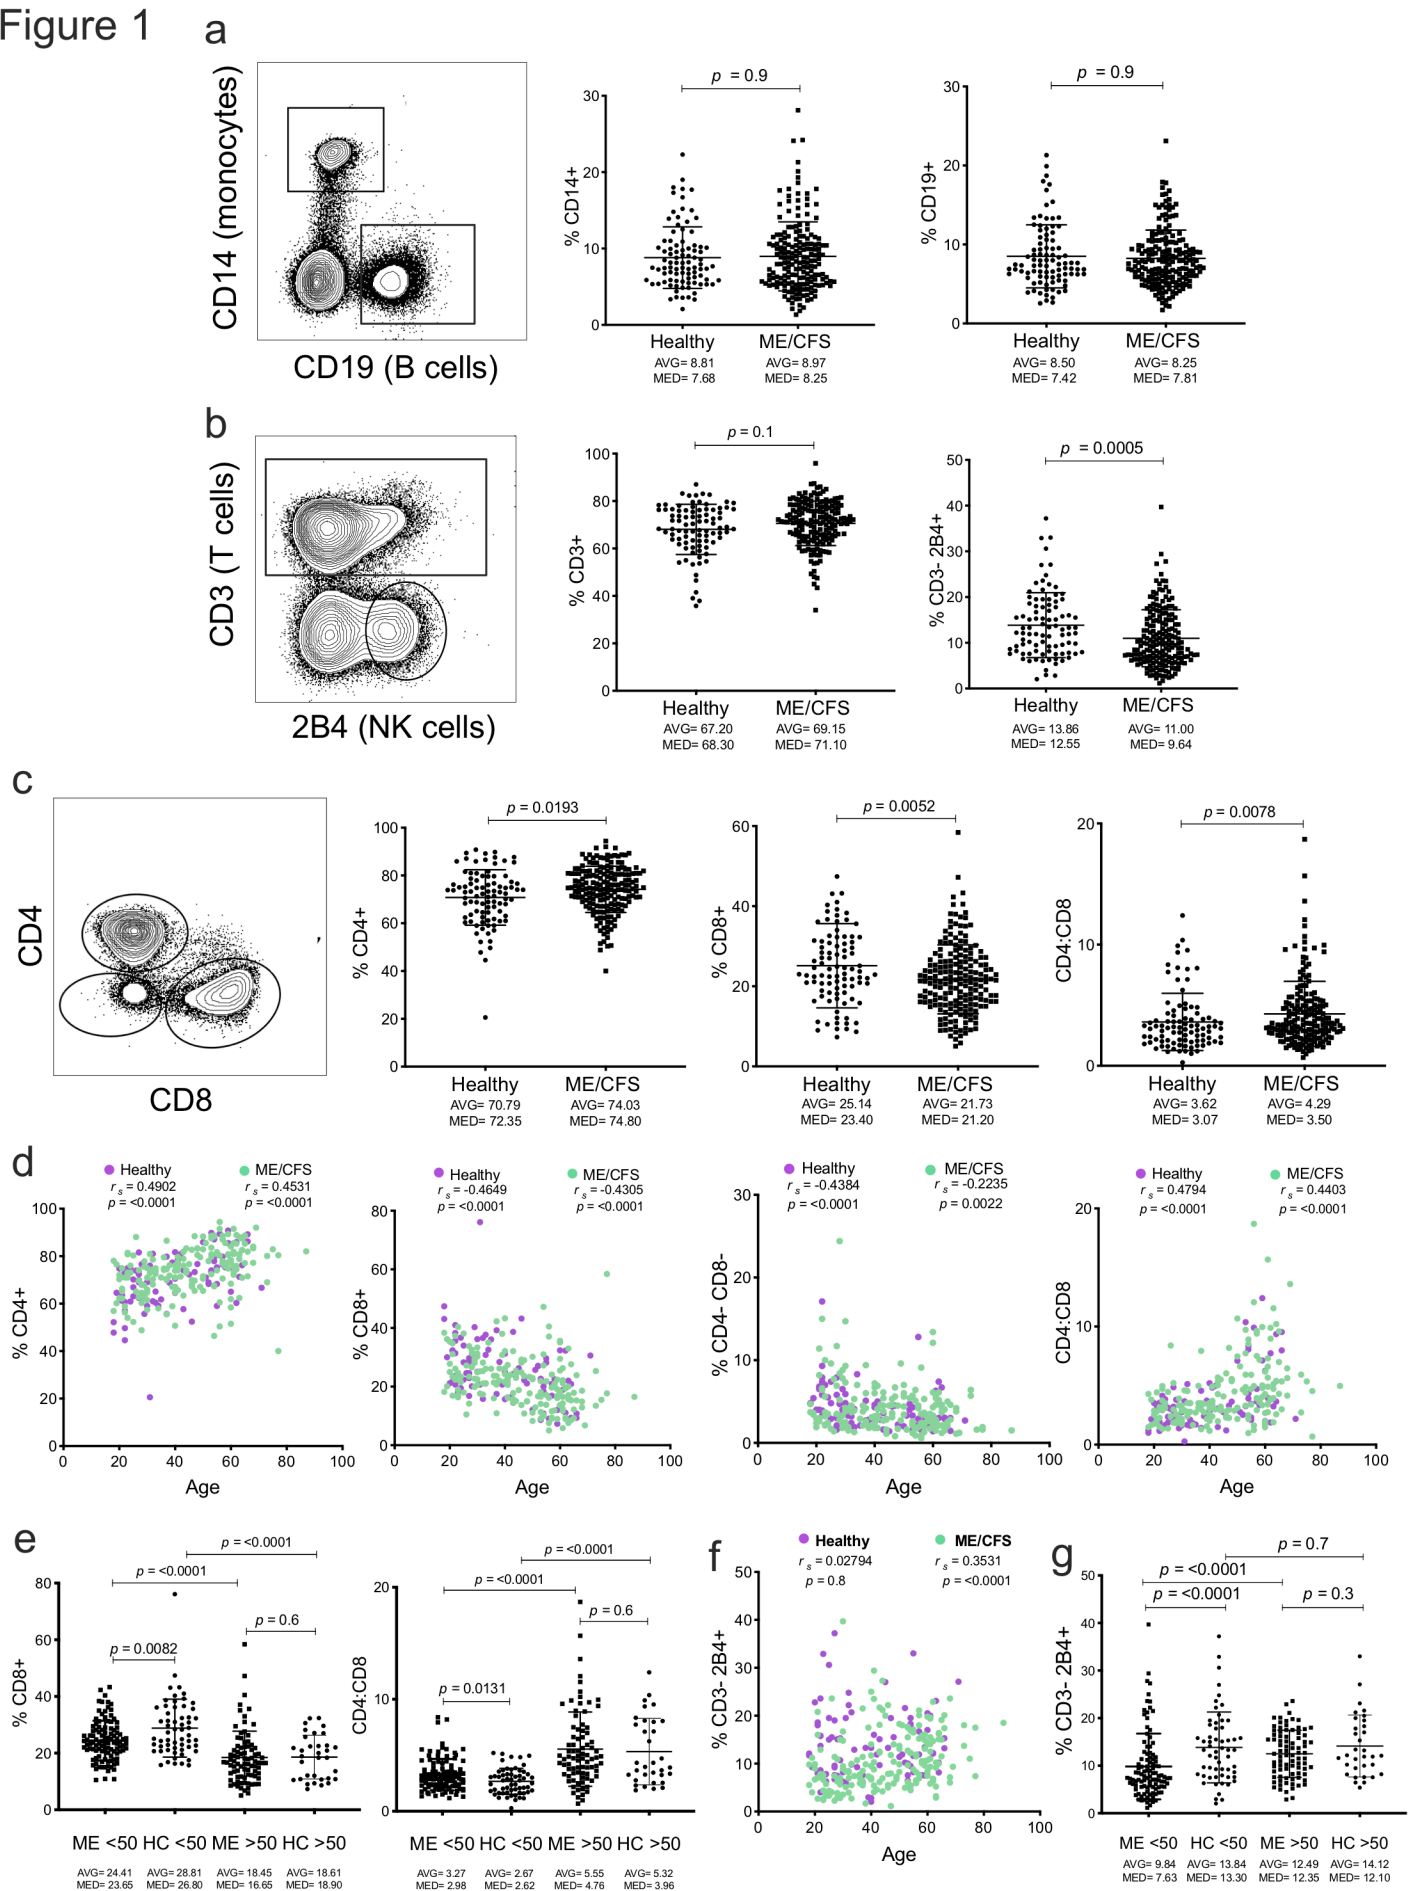 Figure 1
a
CD14 (monocytes)
CD19 (B cells)
p = 0.9
% CD14+
30
20
10
0
Healthy ME/CFS
AVG= 8.81 AVG= 8.97
MED= 7.68 MED= 8.25
p = 0.9
% CD19+
30
20
10
0
Healthy ME/CFS
AVG= 8.50 AVG= 8.25
MED= 7.42 MED= 7.81
b
CD3 (T cells)
2B4 (NK cells)
p = 0.1
% CD3+
100
80
60
40
20
0
Healthy ME/CFS
AVG= 67.20 AVG= 69.15
MED= 68.30 MED= 71.10
p = 0.0005
% CD3- 2B4+
50
40
30
20
10
0
Healthy ME/CFS
AVG= 13.86 AVG= 11.00
MED= 12.55 MED= 9.64
c
CD4
CD8
p = 0.0193
% CD4+
100
80
60
40
20
0
Healthy ME/CFS
AVG= 70.79 AVG= 74.03
MED= 72.35 MED= 74.80
p = 0.0052
% CD8+
60
40
20
0
Healthy ME/CFS
AVG= 25.14 AVG= 21.73
MED= 23.40 MED= 21.20
p = 0.0078
CD4:CD8
20
10
0
Healthy ME/CFS
AVG= 3.62 AVG= 4.29
MED= 3.07 MED= 3.50
d
Healthy ME/CFS
r s = 0.4902 r s = 0.4531
p = <0.0001 p = <0.0001
% CD4+
100
80
60
40
20
0
0 20 40 60 80 100
Age
Healthy ME/CFS
r s = -0.4649 r s = -0.4305
p = <0.0001 p = <0.0001
% CD8+
80
60
40
20
0
0 20 40 60 80 100
Age
Healthy ME/CFS
r s = -0.4384 r s = -0.2235
p = <0.0001 p = 0.0022
% CD4- CD8-
30
20
10
0
0 20 40 60 80 100
Age
Healthy ME/CFS
r s = 0.4794 r s = 0.4403
p = <0.0001 p = <0.0001
CD4:CD8
20
10
0
0 20 40 60 80 100
Age
e
p = <0.0001
p = <0.0001
p = 0.6
p = 0.0082
% CD8+
80
60
40
20
0
ME <50 HC <50 ME >50 HC >50
AVG= 24.41 AVG= 28.81 AVG= 18.45 AVG= 18.61
MED= 23.65 MED= 26.80 MED= 16.65 MED= 18.90
p = <0.0001
p = <0.0001
p = 0.6
p = 0.0131
CD4:CD8
20
10
0
ME <50 HC <50 ME >50 HC >50
AVG= 3.27 AVG= 2.67 AVG= 5.55 AVG= 5.32
MED= 2.98 MED= 2.62 MED= 4.76 MED= 3.96
f
Healthy ME/CFS
r s = 0.02794 r s = 0.3531
p = 0.8 p = <0.0001
% CD3- 2B4+
50
40
30
20
10
0
0 20 40 60 80 100
Age
g
p = 0.7
p = <0.0001
p = <0.0001 p = 0.3
% CD3- 2B4+
50
40
30
20
10
0
ME <50 HC <50 ME >50 HC >50
AVG= 9.84 AVG= 13.84 AVG= 12.49 AVG= 14.12
MED= 7.63 MED= 13.30 MED= 12.35 MED= 12.10